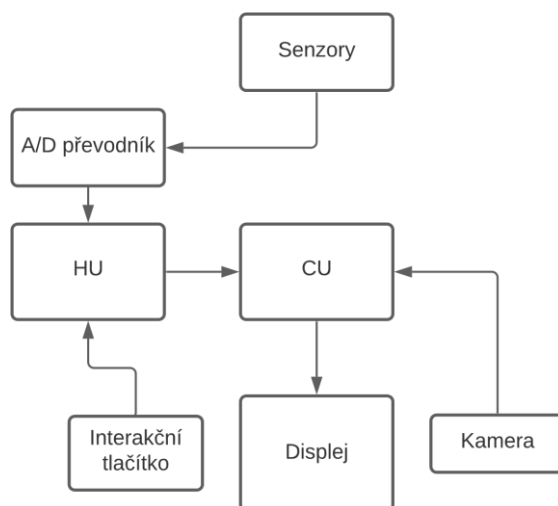 Senzory
A/D převodník
HU
CU
Interakční
tlačítko
Displej
Kamera